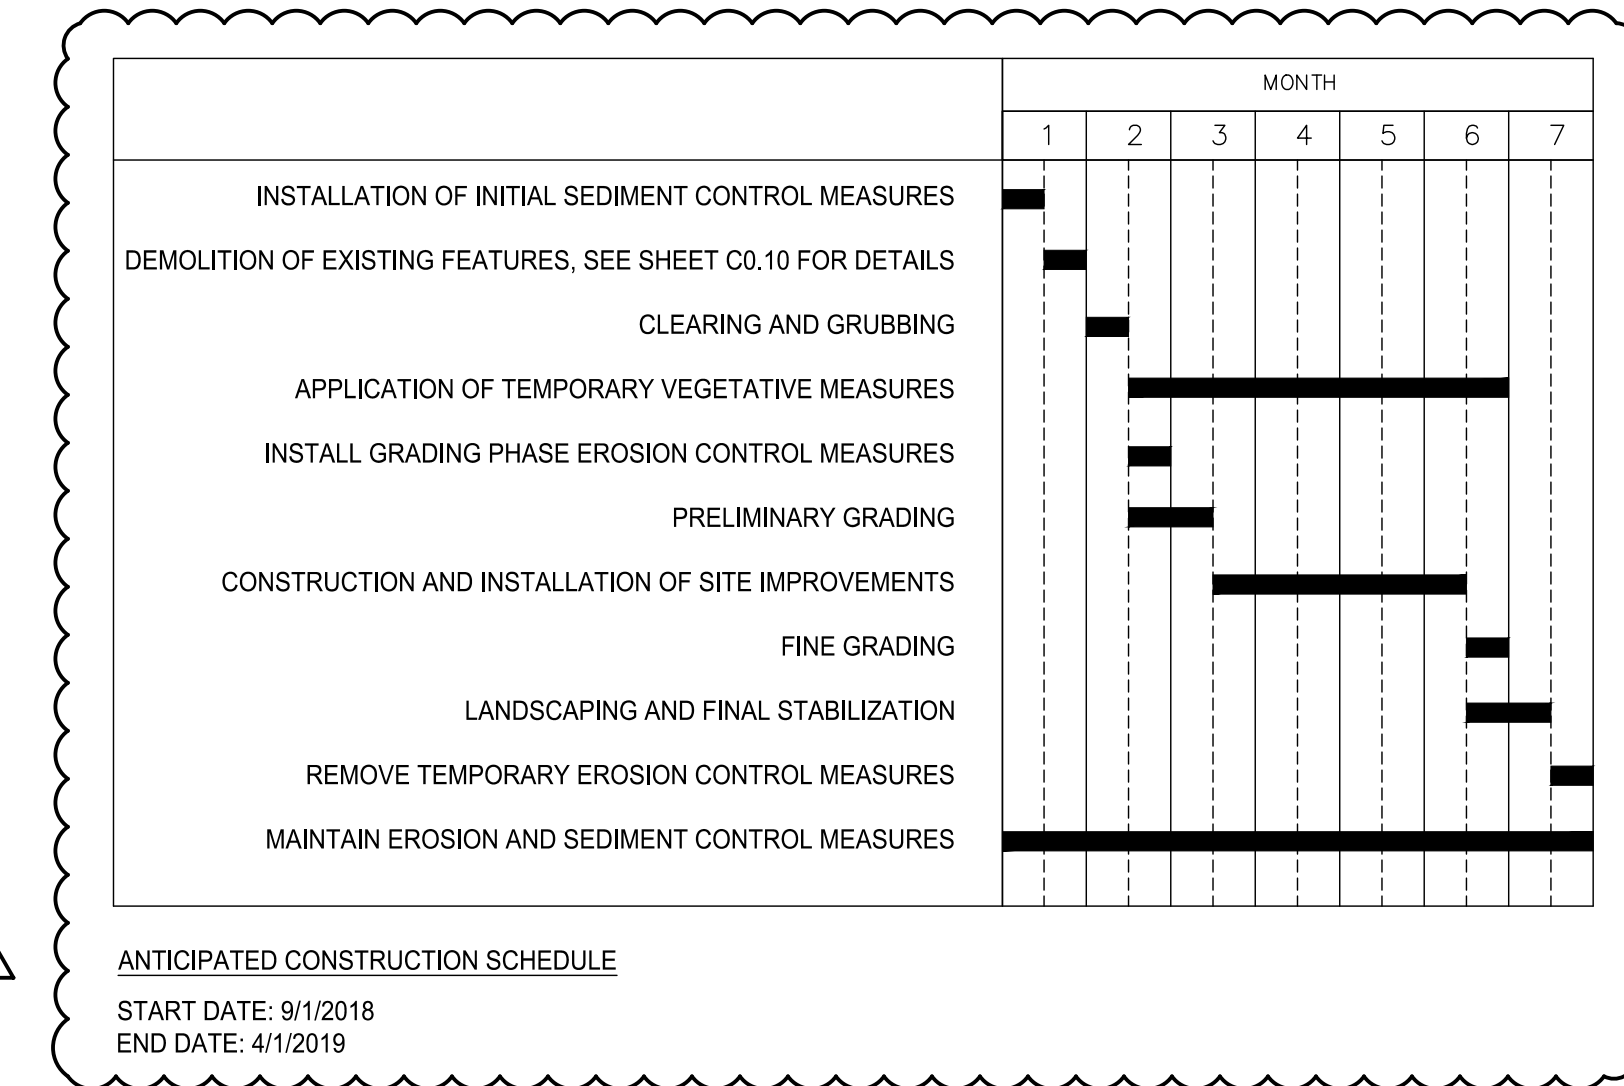 MONTH
1 2 3 4 5 6 7
INSTALLATION OF INITIAL SEDIMENT CONTROL MEASURES
DEMOLITION OF EXISTING FEATURES, SEE SHEET C0.10 FOR DETAILS
CLEARING AND GRUBBING
APPLICATION OF TEMPORARY VEGETATIVE MEASURES
INSTALL GRADING PHASE EROSION CONTROL MEASURES
PRELIMINARY GRADING
CONSTRUCTION AND INSTALLATION OF SITE IMPROVEMENTS
FINE GRADING
LANDSCAPING AND FINAL STABILIZATION
REMOVE TEMPORARY EROSION CONTROL MEASURES
MAINTAIN EROSION AND SEDIMENT CONTROL MEASURES
ANTICIPATED CONSTRUCTION SCHEDULE
START DATE: 9/1/2018
END DATE: 4/1/2019